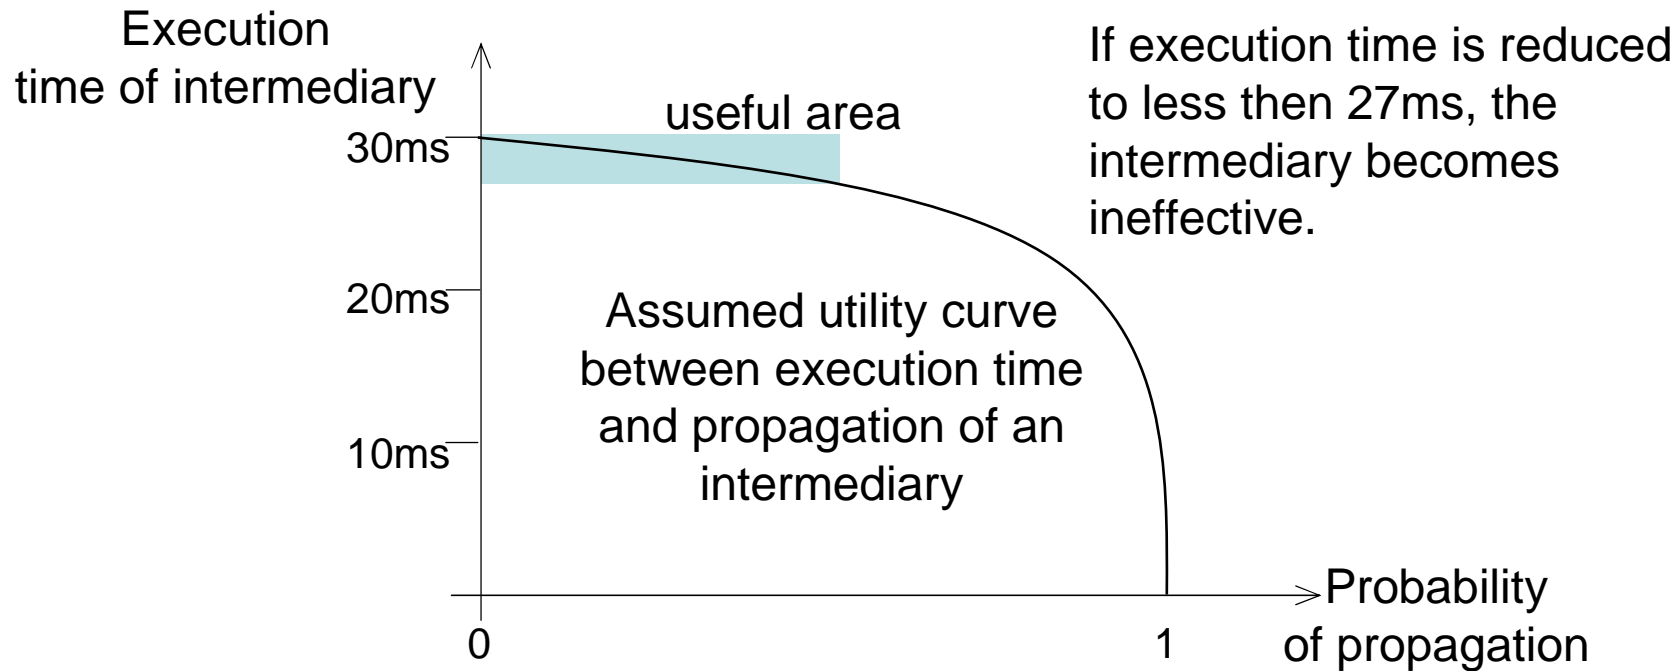 Execution
time of intermediary
If execution time is reduced
to less then 27ms, the
intermediary becomes
ineffective.
useful area
30ms
20ms
10ms
Assumed utility curve
between execution time
and propagation of an
intermediary
0
1
Probability
of propagation